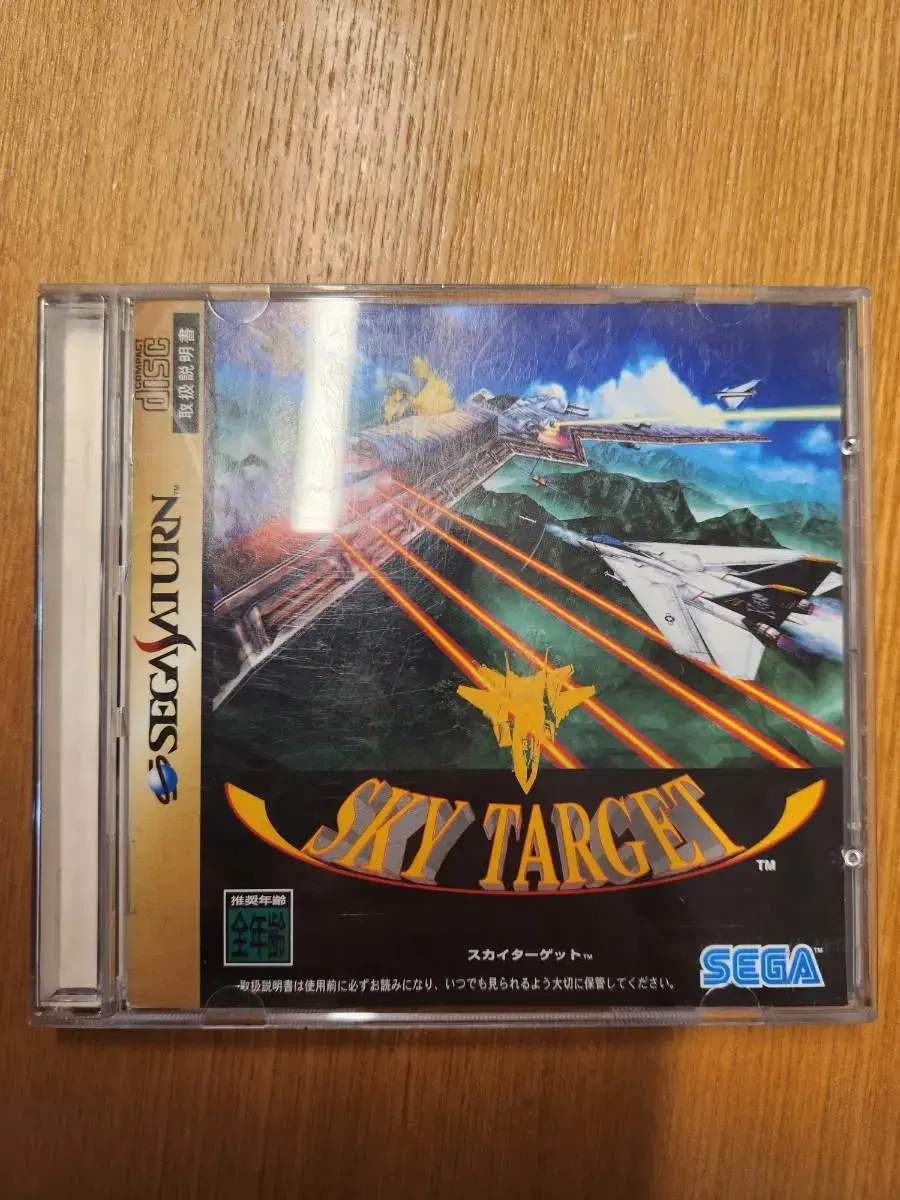 COMPACT
disc
取扱説明書
SEGA SATURN™
SKY TARGET
™
推奨年齢
全年齢
スカイターゲット™
SEGA™
・取扱説明書は使用前に必ずお読みになり、いつでも見られるよう大切に保管してください。